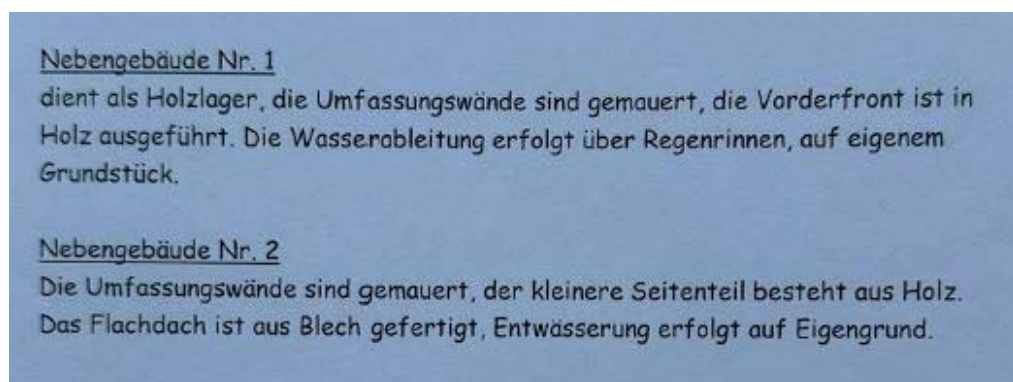 Nebengebäude Nr. 1
dient als Holzlager, die Umfassungswände sind gemauert, die Vorderfront ist in
Holz ausgeführt. Die Wasserableitung erfolgt über Regenrinnen, auf eigenem
Grundstück.
Nebengebäude Nr. 2
Die Umfassungswände sind gemauert, der kleinere Seitenteil besteht aus Holz.
Das Flachdach ist aus Blech gefertigt, Entwässerung erfolgt auf Eigengrund.